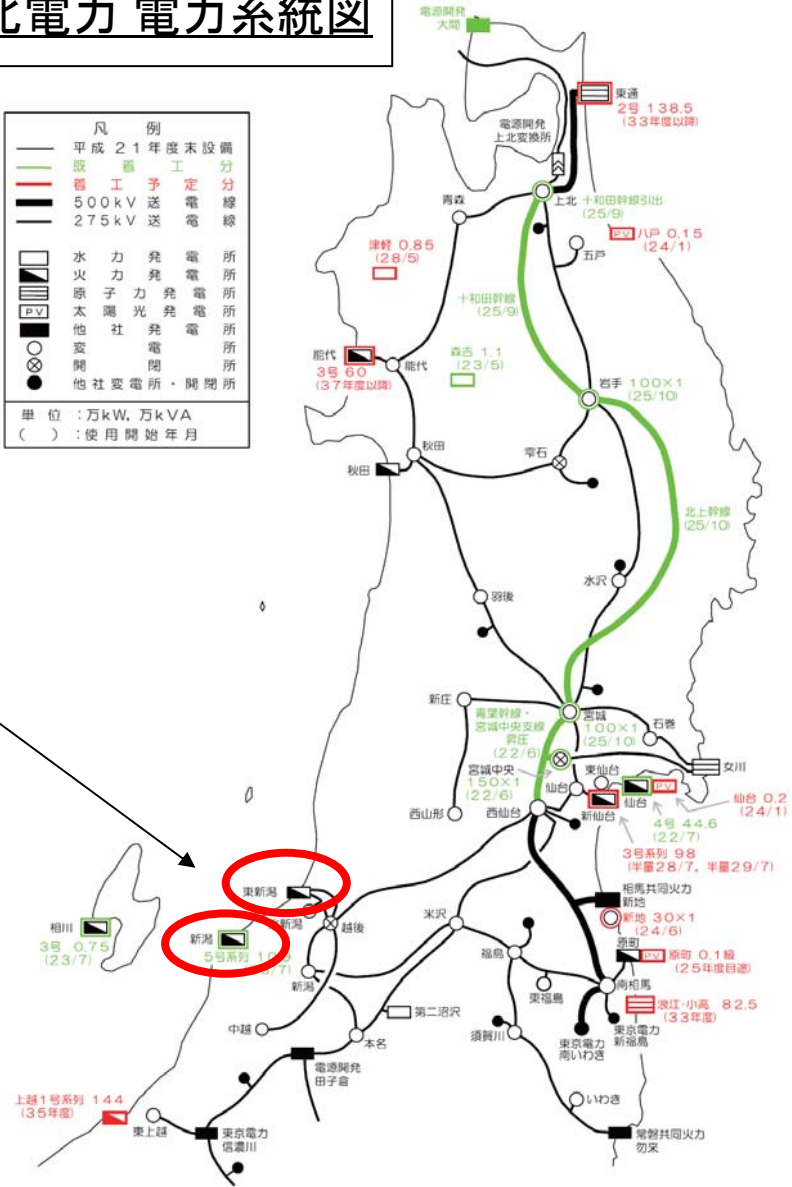 北電力 電力系統図
凡 例
平成21年度末設備
既着工分
着工予定分
500kV送電線
275kV送電線
水力発電所
火力発電所
原子力発電所
PV 太陽光発電所
他社発電所
変電所
開閉所
他社変電所・開閉所
単位:万kW,万kVA
( ):使用開始年月
電源開発
大間
東通
2号 138.5
(33年度以降)
電源開発
上北変換所
上北
十和田幹線引出
(25/9)
青森
PV 八戸 0.15
(24/1)
五戸
津軽 0.85
(28/5)
十和田幹線
(25/9)
能代
3号 60
(37年度以降)
能代
森吉 1.1
(23/5)
岩手 100×1
(25/10)
秋田
秋田
雫石
北上幹線
(25/10)
水沢
羽後
新庄
青葉幹線・
宮城中央支線
昇圧
(22/6)
宮城
100×1
(25/10)
石巻
女川
宮城中央
150×1
(22/6)
東仙台
仙台
西仙台
西山形
新仙台
仙台
PV
4号 44.6
(22/7)
仙台 0.2
(24/1)
3号系列 98
(半量28/7, 半量29/7)
東新潟
新潟
越後
相川
3号 0.75
(23/7)
新潟
5号系列
新潟
米沢
相馬共同火力
新地
新地 30×1
(24/6)
原町
PV 原町 0.1級
(25年度目途)
福島
東福島
南相馬
浪江・小高 82.5
(33年度)
第二沼沢
中越
本名
須賀川
東京電力
南いわき
東京電力
新福島
電源開発
田子倉
いわき
上越1号系列 144
(35年度)
東上越
東京電力
信濃川
常磐共同火力
勿来